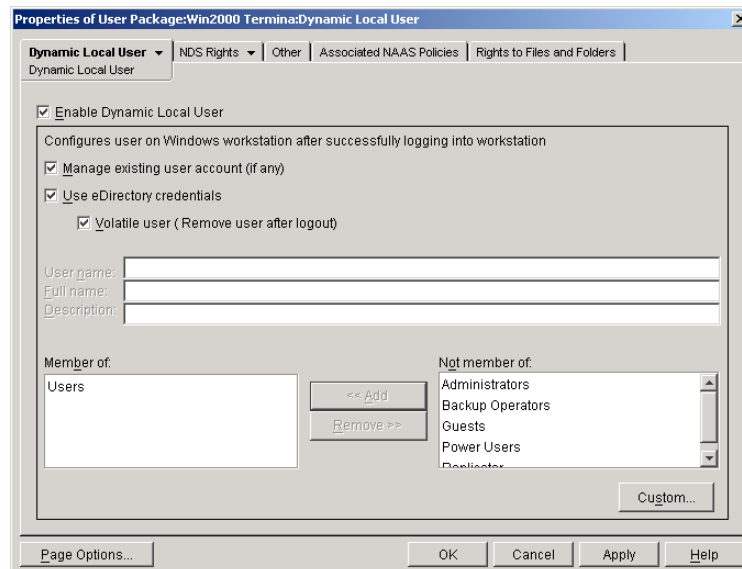 Properties of User Package:Win2000 Termina:Dynamic Local User
Dynamic Local User NDS Rights Other Associated NAAS Policies Rights to Files and Folders
Dynamic Local User
Enable Dynamic Local User
Configures user on Windows workstation after successfully logging into workstation
Manage existing user account (if any)
Use eDirectory credentials
Volatile user ( Remove user after logout)
User name:
Full name:
Description:
Member of:
Users
<< Add
Remove >>
Not member of:
Administrators
Backup Operators
Guests
Power Users
Replicator
Custom...
Page Options... OK Cancel Apply Help